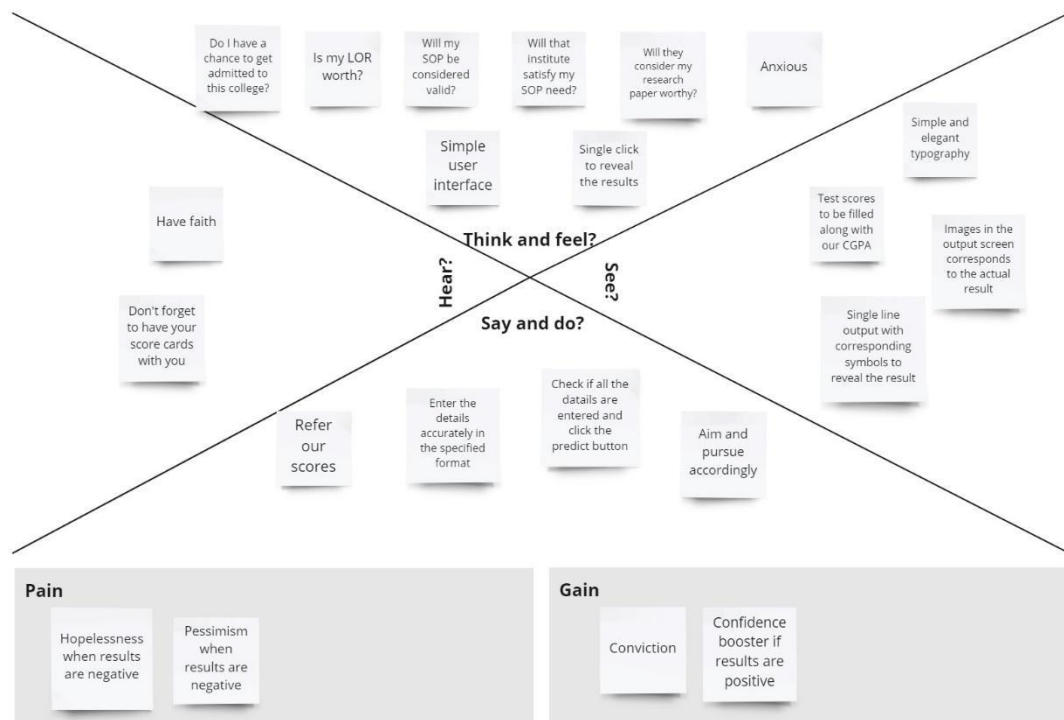 Do I have a
chance to get
admitted to
this college?
Is my LOR
worth?
Will my
SOP be
considered
valid?
Will that
institute
satisfy my
SOP need?
Will they
consider my
research
paper worthy?
Anxious
Simple
user
interface
Single click
to reveal
the results
Simple and
elegant
typography
Have faith
Test scores
to be filled
along with
our CGPA
Images in the
output screen
corresponds
to the actual
result
Think and feel?
Hear?
See?
Say and do?
Don't forget
to have your
score cards
with you
Single line
output with
corresponding
symbols to
reveal the result
Refer
our
scores
Enter the
details
accurately in
the specified
format
Check if all the
datails are
entered and
click the
predict button
Aim and
pursue
accordingly
Pain
Hopelessness
when results
are negative
Pessimism
when
results are
negative
Gain
Conviction
Confidence
booster if
results are
positive